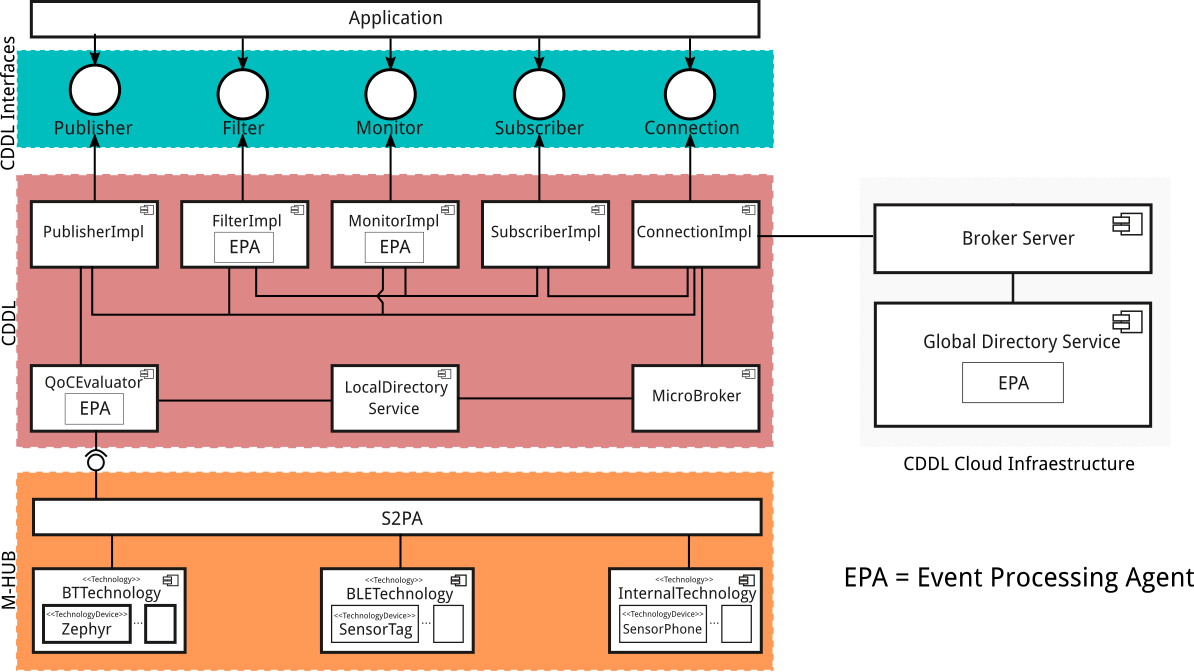 Application
CDDL Interfaces
Publisher
Filter
Monitor
Subscriber
Connection
CDDL
PublisherImpl
FilterImpl
EPA
MonitorImpl
EPA
SubscriberImpl
ConnectionImpl
Broker Server
Global Directory Service
EPA
CDDL Cloud Infraestructure
QoCEvaluator
EPA
LocalDirectory
Service
MicroBroker
M-HUB
S2PA
<<Technology>>
BTTechnology
<<TechnologyDevice>>
Zephyr
...
<<Technology>>
BLETechnology
<<TechnologyDevice>>
SensorTag
...
<<Technology>>
InternalTechnology
<<TechnologyDevice>>
SensorPhone
...
EPA = Event Processing Agent